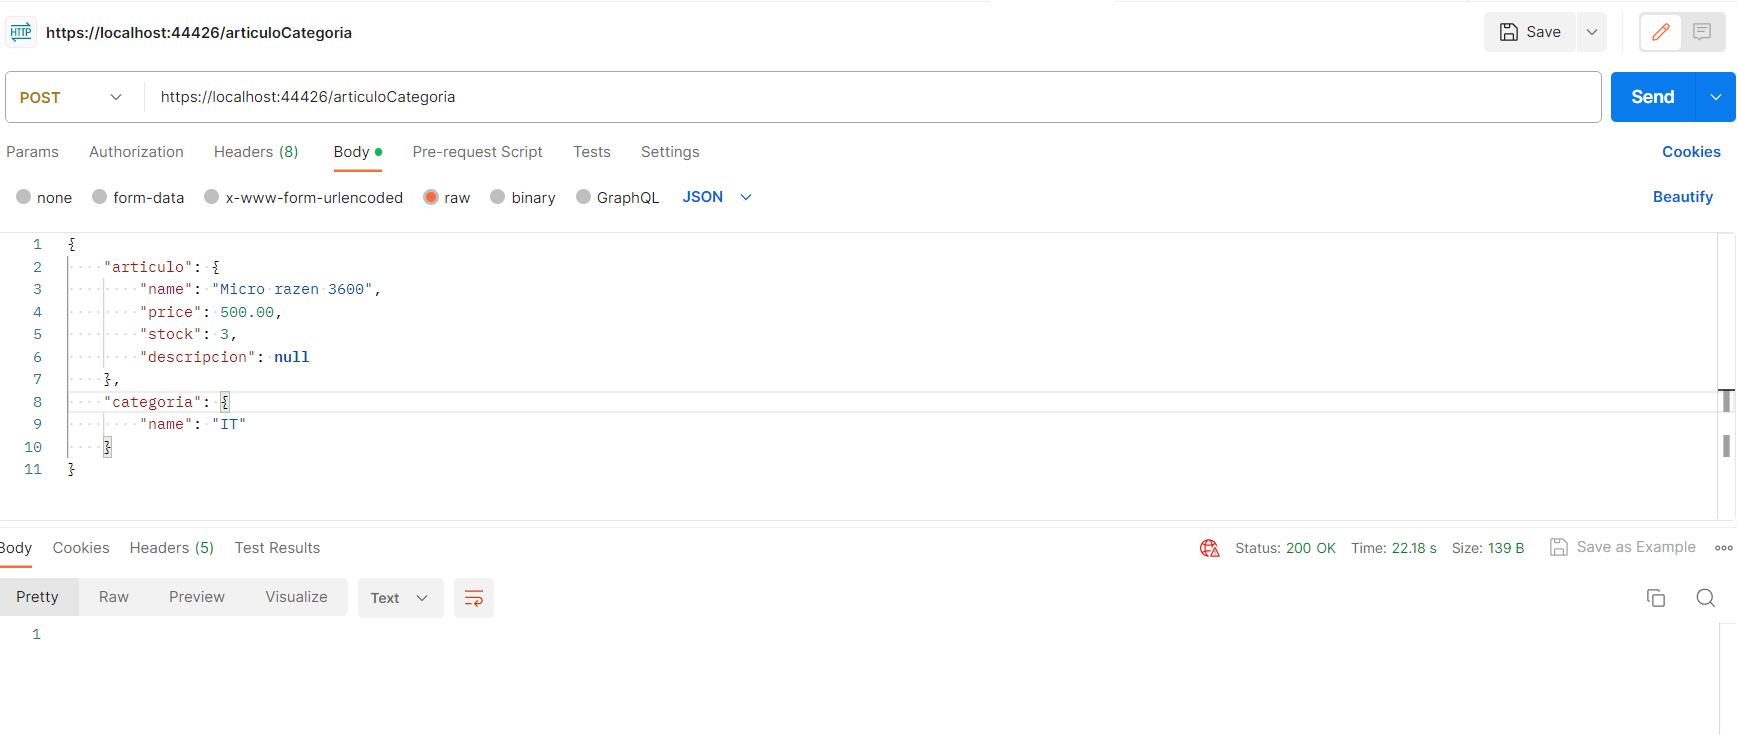 HTTP https://localhost:44426/articuloCategoria Save
POST https://localhost:44426/articuloCategoria Send
Params Authorization Headers (8) Body Pre-request Script Tests Settings Cookies
none form-data x-www-form-urlencoded raw binary GraphQL JSON Beautify
1 {
2 "articulo": {
3 "name": "Micro razen 3600",
4 "price": 500.00,
5 "stock": 3,
6 "descripcion": null
7 },
8 "categoria": {
9 "name": "IT"
10 }
11 }
Body Cookies Headers (5) Test Results Status: 200 OK Time: 22.18 s Size: 139 B Save as Example
Pretty Raw Preview Visualize Text
1